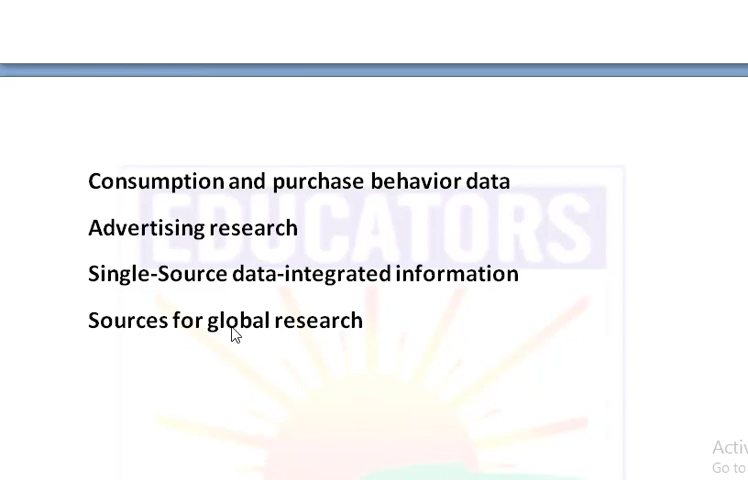 Consumption and purchase behavior data
EDUCATORS
Advertising research
Single-Source data-integrated information
Sources for global research
Activ
Go to